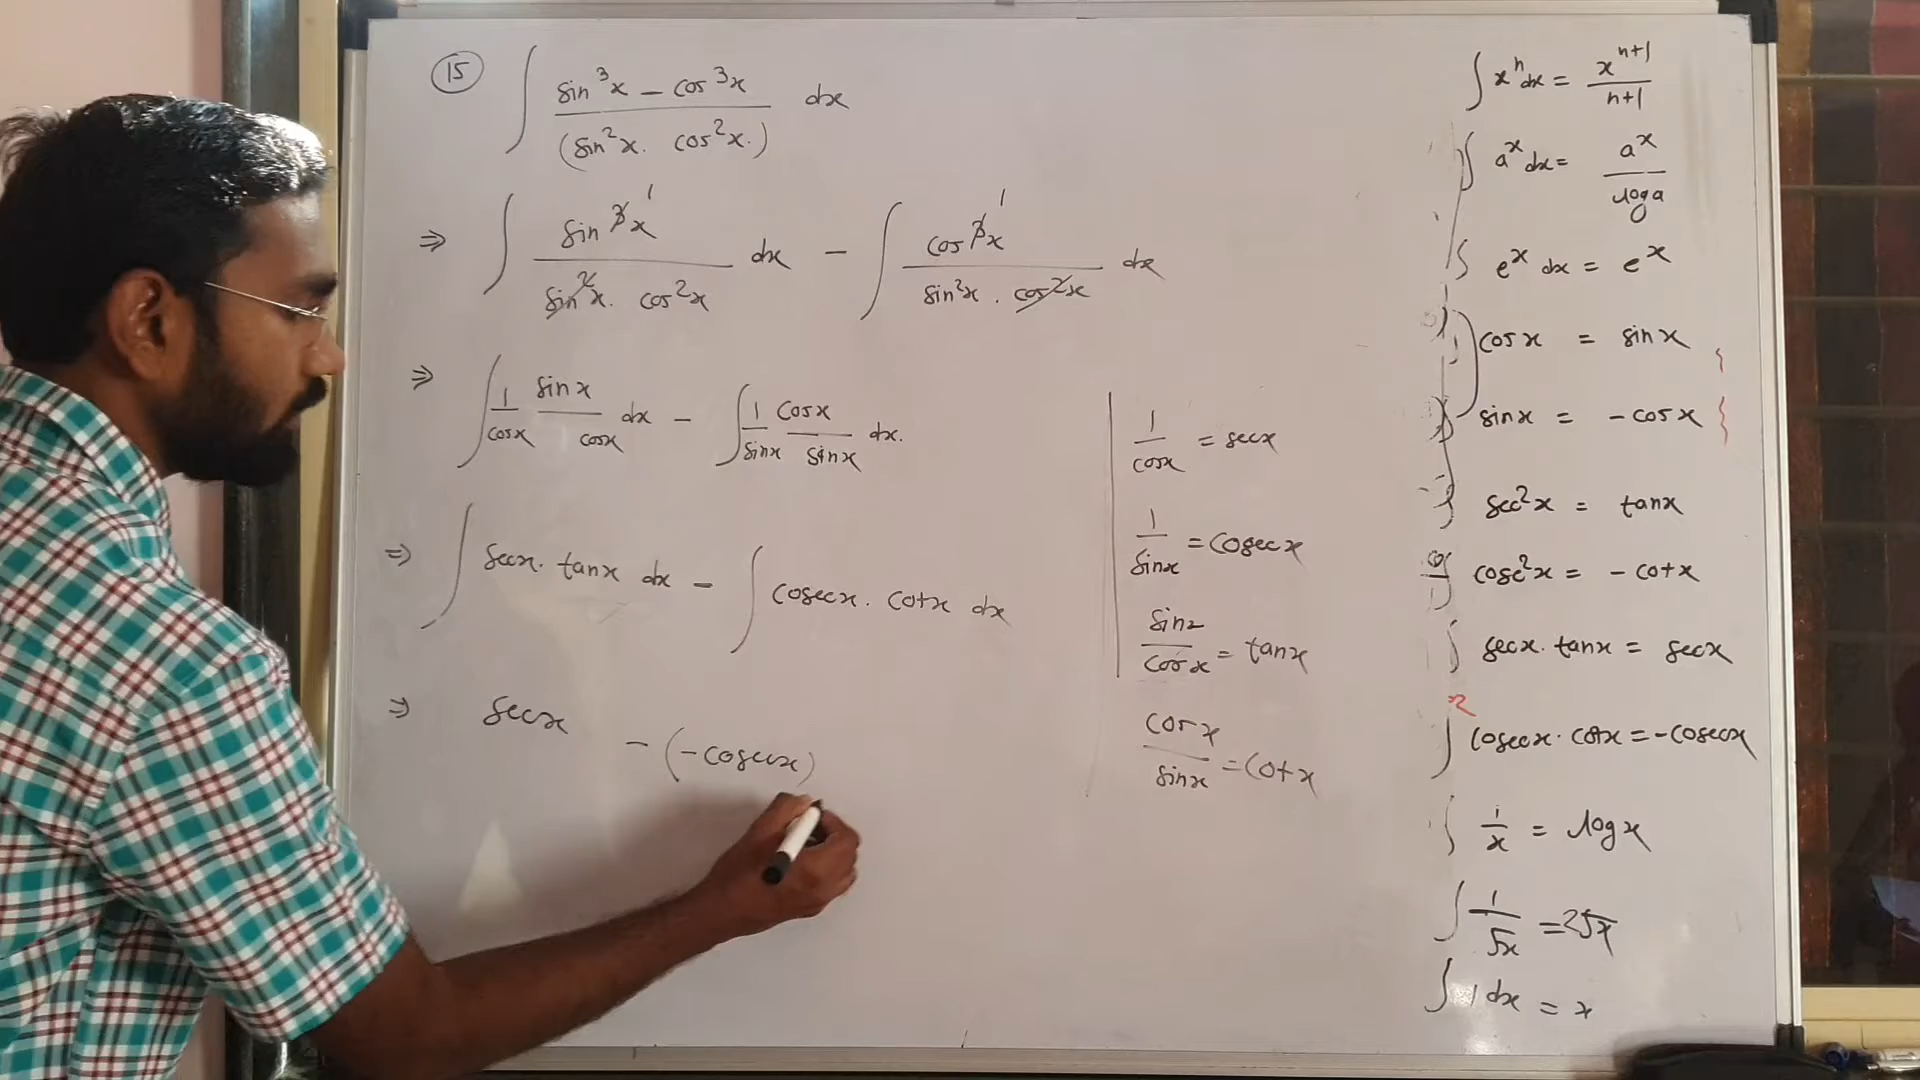 15 ∫ (sin³x − cos³x) / (sin²x. cos²x.) dx
⇒ ∫ sin³x ¹ / (sin²x. cos²x) dx − ∫ cos³x ¹ / (sin²x . cos²x) dx
⇒ ∫ 1/cosx sinx/cosx dx − ∫ 1/sinx cosx/sinx dx.
⇒ ∫ secx. tanx dx − ∫ cosecx. cotx dx
⇒ secx − (−cosecx)
1/cosx = secx
1/sinx = cosecx
sinx/cosx = tanx
cosx/sinx = cotx
∫ xⁿ dx = xⁿ⁺¹/n+1
∫ aˣ dx = aˣ/log a
∫ eˣ dx = eˣ
∫ cosx = sinx
∫ sinx = −cosx
∫ sec²x = tanx
∫ cosec²x = −cotx
∫ secx. tanx = secx
∫ cosecx. cotx = −cosecx
∫ 1/x = logx
∫ 1/√x = 2√x
∫ 1 dx = x